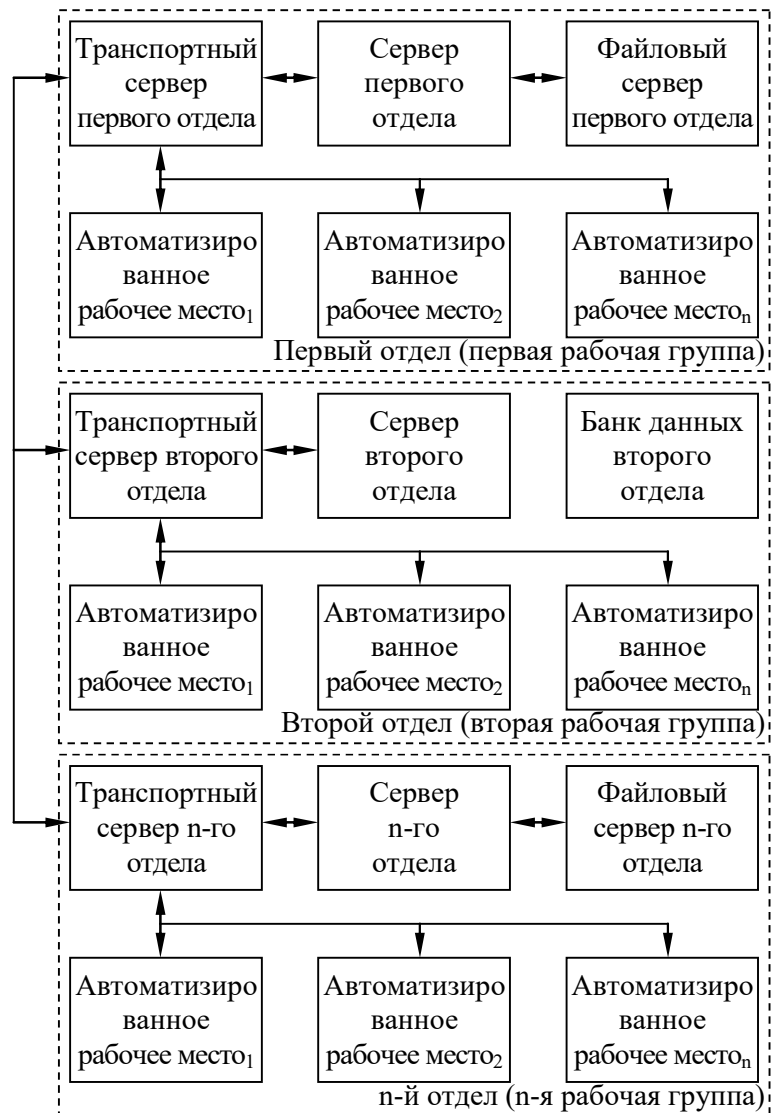 Транспортный
сервер
первого отдела
Сервер
первого
отдела
Файловый
сервер
первого отдела
Автоматизиро
ванное
рабочее место₁
Автоматизиро
ванное
рабочее место₂
Автоматизиро
ванное
рабочее местоₙ
Первый отдел (первая рабочая группа)
Транспортный
сервер второго
отдела
Сервер
второго
отдела
Банк данных
второго
отдела
Автоматизиро
ванное
рабочее место₁
Автоматизиро
ванное
рабочее место₂
Автоматизиро
ванное
рабочее местоₙ
Второй отдел (вторая рабочая группа)
Транспортный
сервер n-го
отдела
Сервер
n-го
отдела
Файловый
сервер n-го
отдела
Автоматизиро
ванное
рабочее место₁
Автоматизиро
ванное
рабочее место₂
Автоматизиро
ванное
рабочее местоₙ
n-й отдел (n-я рабочая группа)